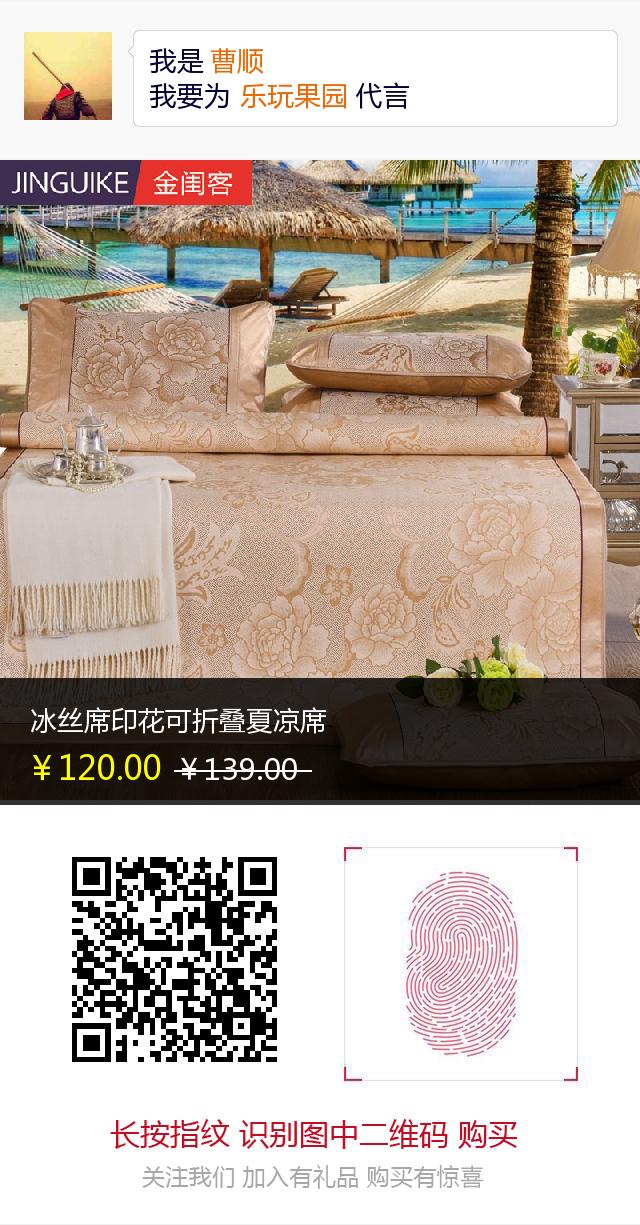 我是 曹顺
我要为 乐玩果园 代言
JINGUIKE 金闺客
冰丝席印花可折叠夏凉席
￥120.00 ￥139.00
长按指纹 识别图中二维码 购买
关注我们 加入有礼品 购买有惊喜